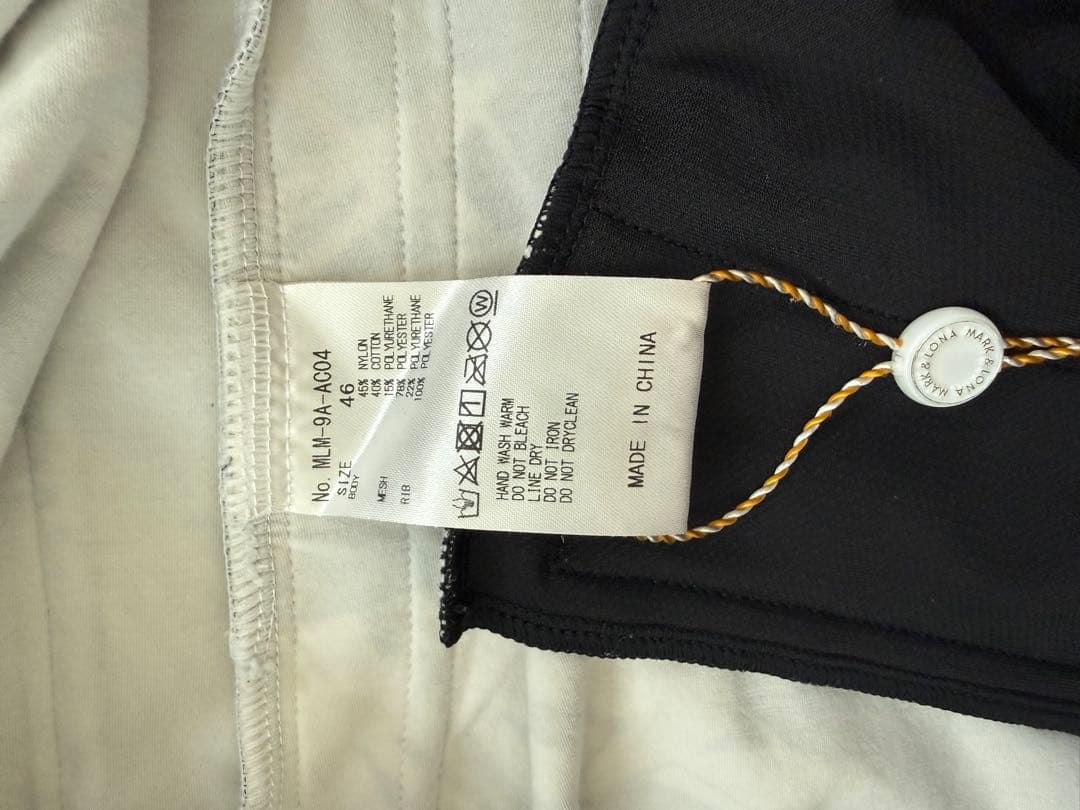 No. MLM-9A-AC04
SIZE 46
BODY 45% NYLON
40% COTTON
15% POLYURETHANE
MESH 78% POLYESTER
22% POLYURETHANE
RIB 100% POLYESTER
W
HAND WASH WARM
DO NOT BLEACH
LINE DRY
DO NOT IRON
DO NOT DRYCLEAN
MADE IN CHINA
MARK & LONA MARK & LONA